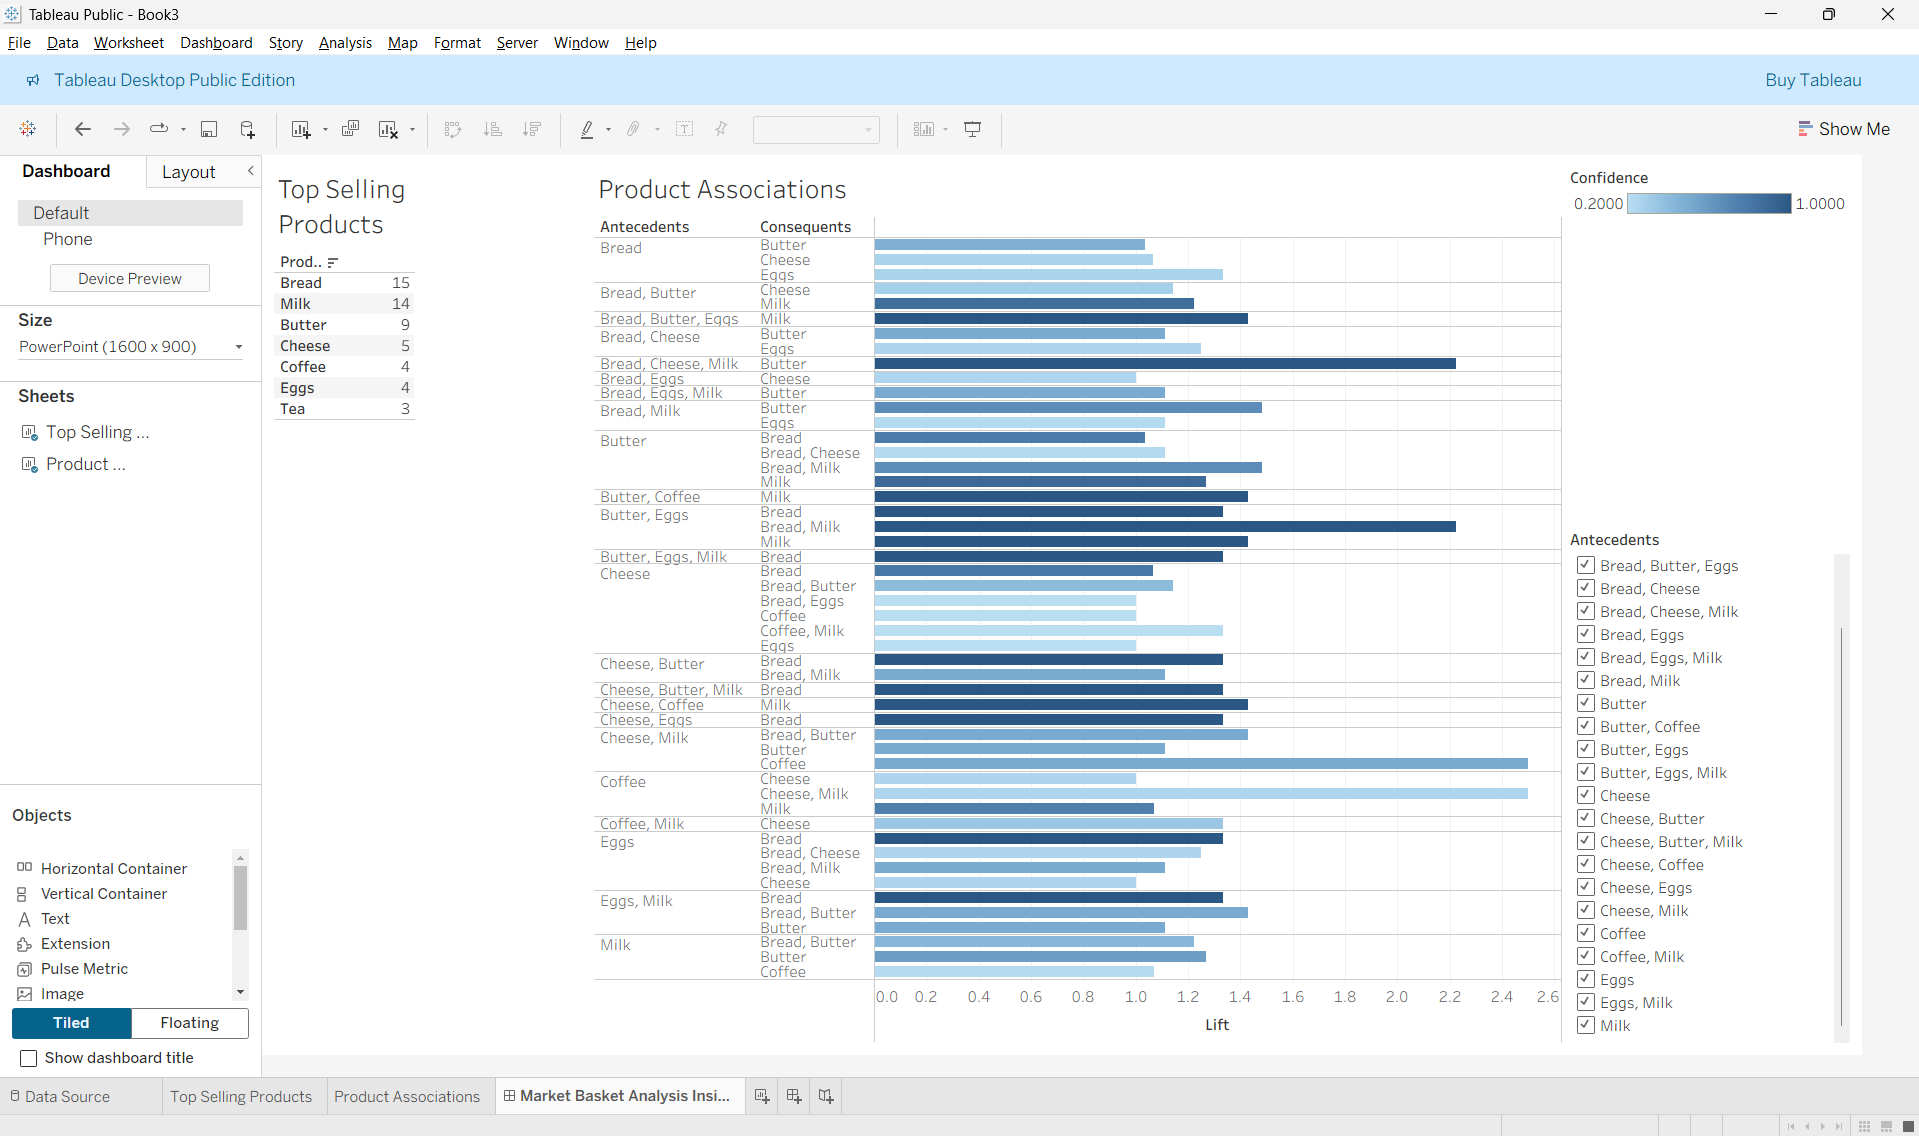 Tableau Public - Book3
File Data Worksheet Dashboard Story Analysis Map Format Server Window Help
Tableau Desktop Public Edition
Buy Tableau
Show Me
Dashboard
Layout
Default
Phone
Device Preview
Size
PowerPoint (1600 x 900)
Sheets
Top Selling ...
Product ...
Objects
Horizontal Container
Vertical Container
Text
Extension
Pulse Metric
Image
Tiled Floating
Show dashboard title
Top Selling
Products
Prod..
Bread 15
Milk 14
Butter 9
Cheese 5
Coffee 4
Eggs 4
Tea 3
Product Associations
Antecedents Consequents
Bread Butter
Cheese
Eggs
Bread, Butter Cheese
Milk
Bread, Butter, Eggs Milk
Bread, Cheese Butter
Eggs
Bread, Cheese, Milk Butter
Bread, Eggs Cheese
Bread, Eggs, Milk Butter
Bread, Milk Butter
Eggs
Butter Bread
Bread, Cheese
Bread, Milk
Milk
Butter, Coffee Milk
Butter, Eggs Bread
Bread, Milk
Milk
Butter, Eggs, Milk Bread
Cheese Bread
Bread, Butter
Bread, Eggs
Coffee
Coffee, Milk
Eggs
Cheese, Butter Bread
Bread, Milk
Cheese, Butter, Milk Bread
Cheese, Coffee Milk
Cheese, Eggs Bread
Cheese, Milk Bread, Butter
Butter
Coffee
Coffee Cheese
Cheese, Milk
Milk
Coffee, Milk Cheese
Eggs Bread
Bread, Cheese
Bread, Milk
Cheese
Eggs, Milk Bread
Bread, Butter
Butter
Milk Bread, Butter
Butter
Coffee
0.0 0.2 0.4 0.6 0.8 1.0 1.2 1.4 1.6 1.8 2.0 2.2 2.4 2.6
Lift
Confidence
0.2000 1.0000
Antecedents
Bread, Butter, Eggs
Bread, Cheese
Bread, Cheese, Milk
Bread, Eggs
Bread, Eggs, Milk
Bread, Milk
Butter
Butter, Coffee
Butter, Eggs
Butter, Eggs, Milk
Cheese
Cheese, Butter
Cheese, Butter, Milk
Cheese, Coffee
Cheese, Eggs
Cheese, Milk
Coffee
Coffee, Milk
Eggs
Eggs, Milk
Milk
Data Source
Top Selling Products
Product Associations
Market Basket Analysis Insi...